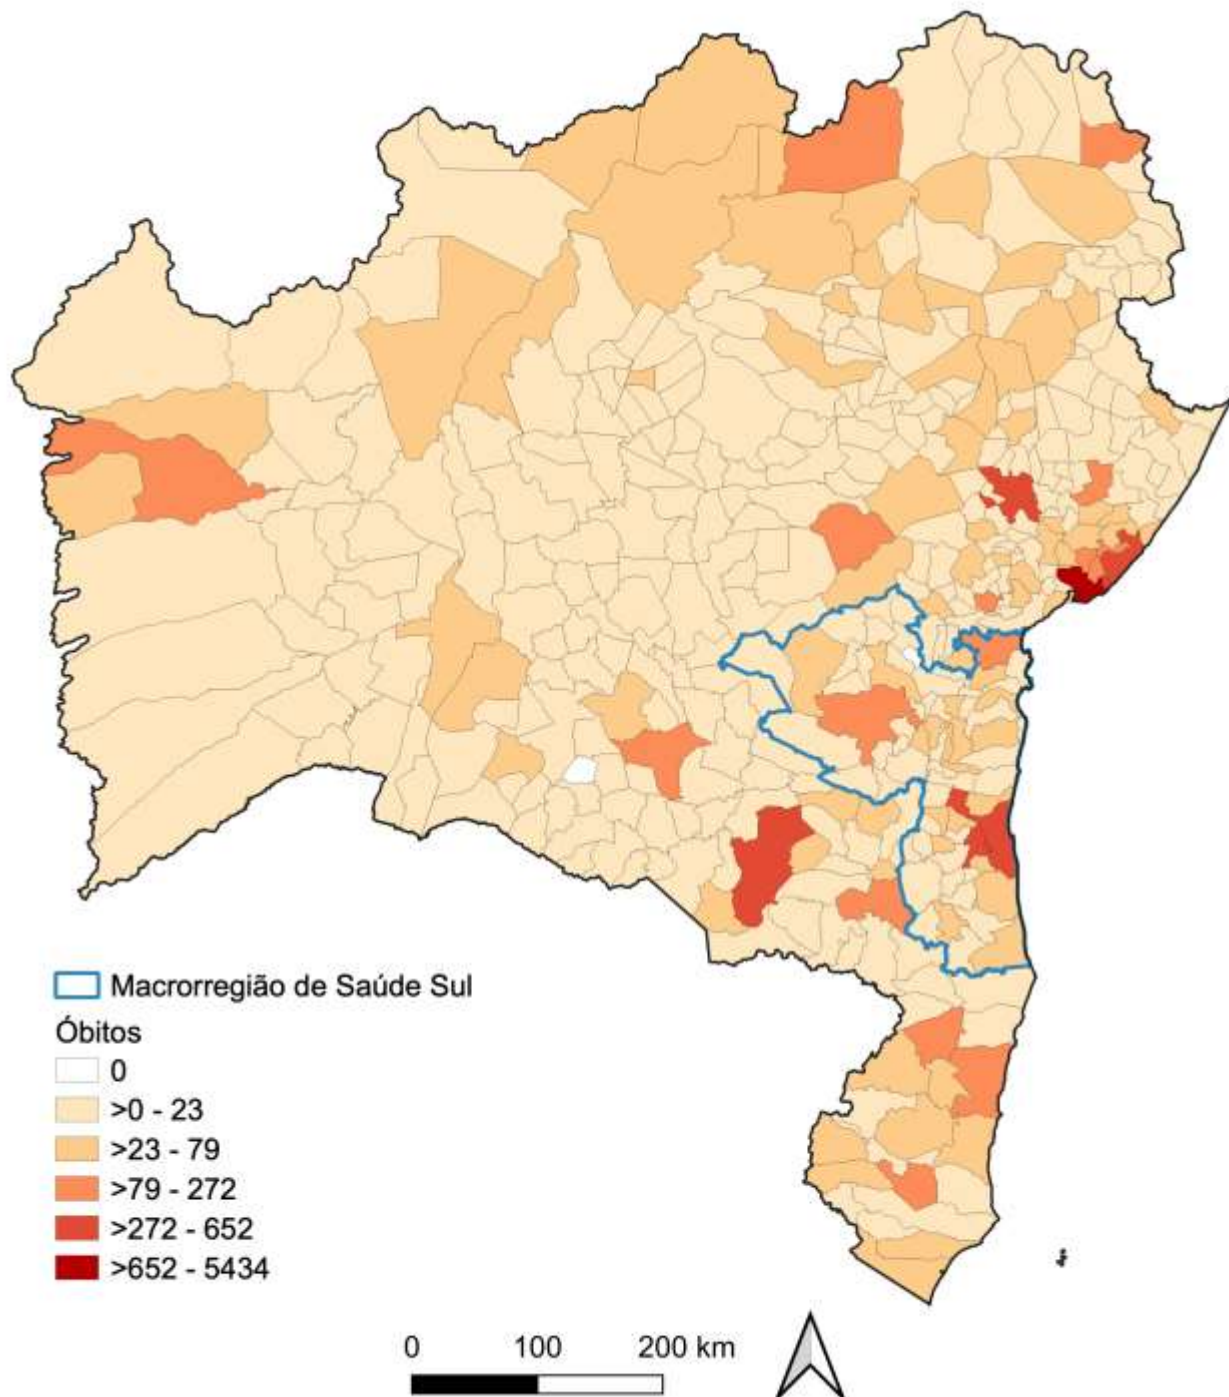 Macrorregião de Saúde Sul
Óbitos
0
>0 - 23
>23 - 79
>79 - 272
>272 - 652
>652 - 5434
0 100 200 km